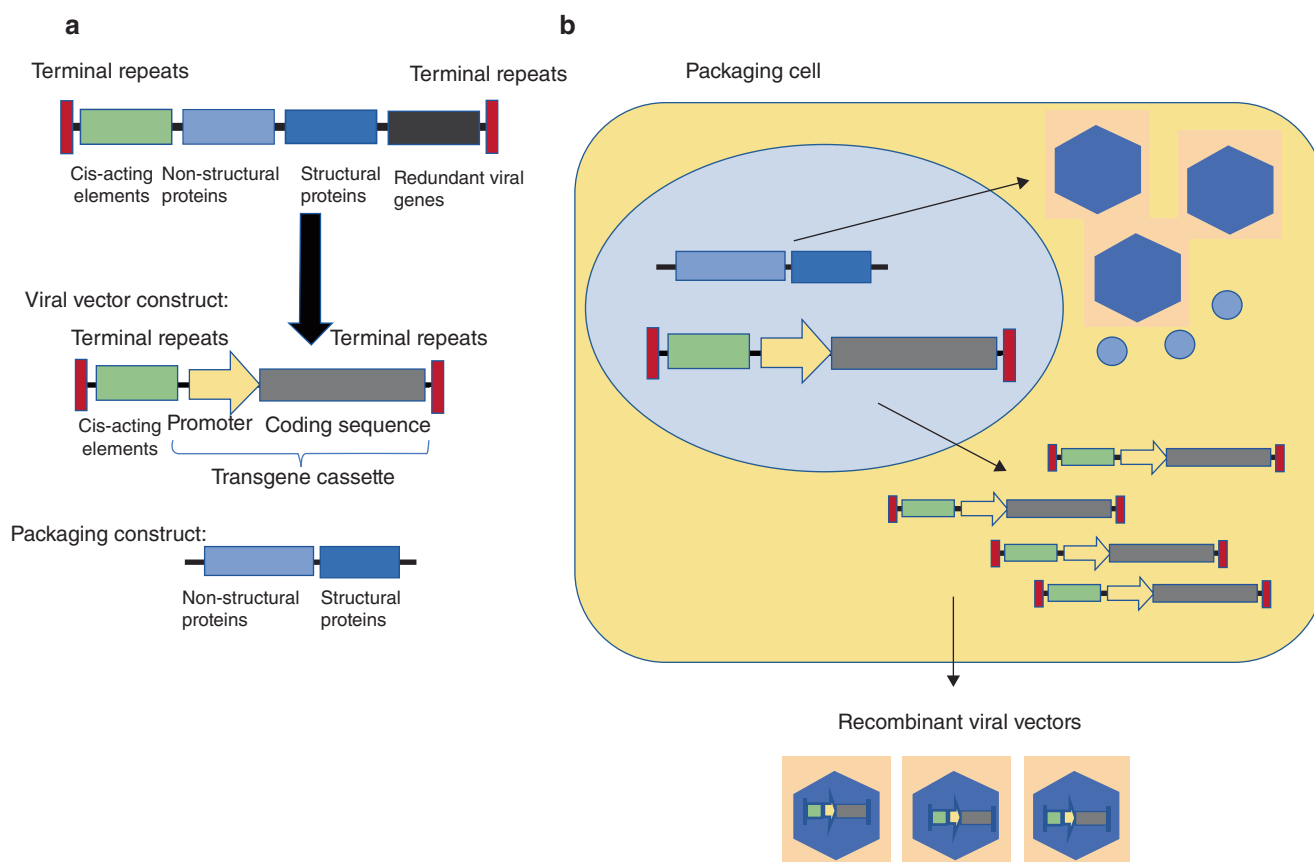 a
Terminal repeats
Terminal repeats
Cis-acting
elements
Non-structural
proteins
Structural
proteins
Redundant viral
genes
Viral vector construct:
Terminal repeats
Terminal repeats
Cis-acting
elements
Promoter
Coding sequence
Transgene cassette
Packaging construct:
Non-structural
proteins
Structural
proteins
b
Packaging cell
Recombinant viral vectors